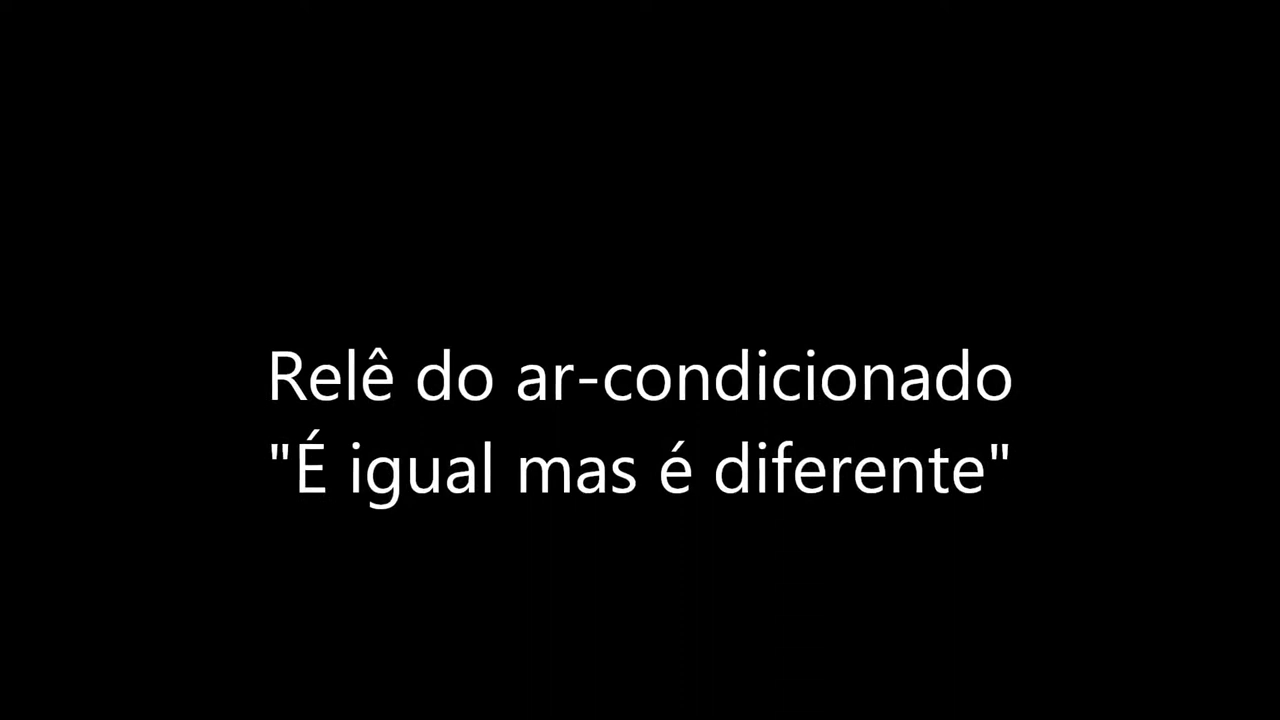 Relê do ar-condicionado
"É igual mas é diferente"